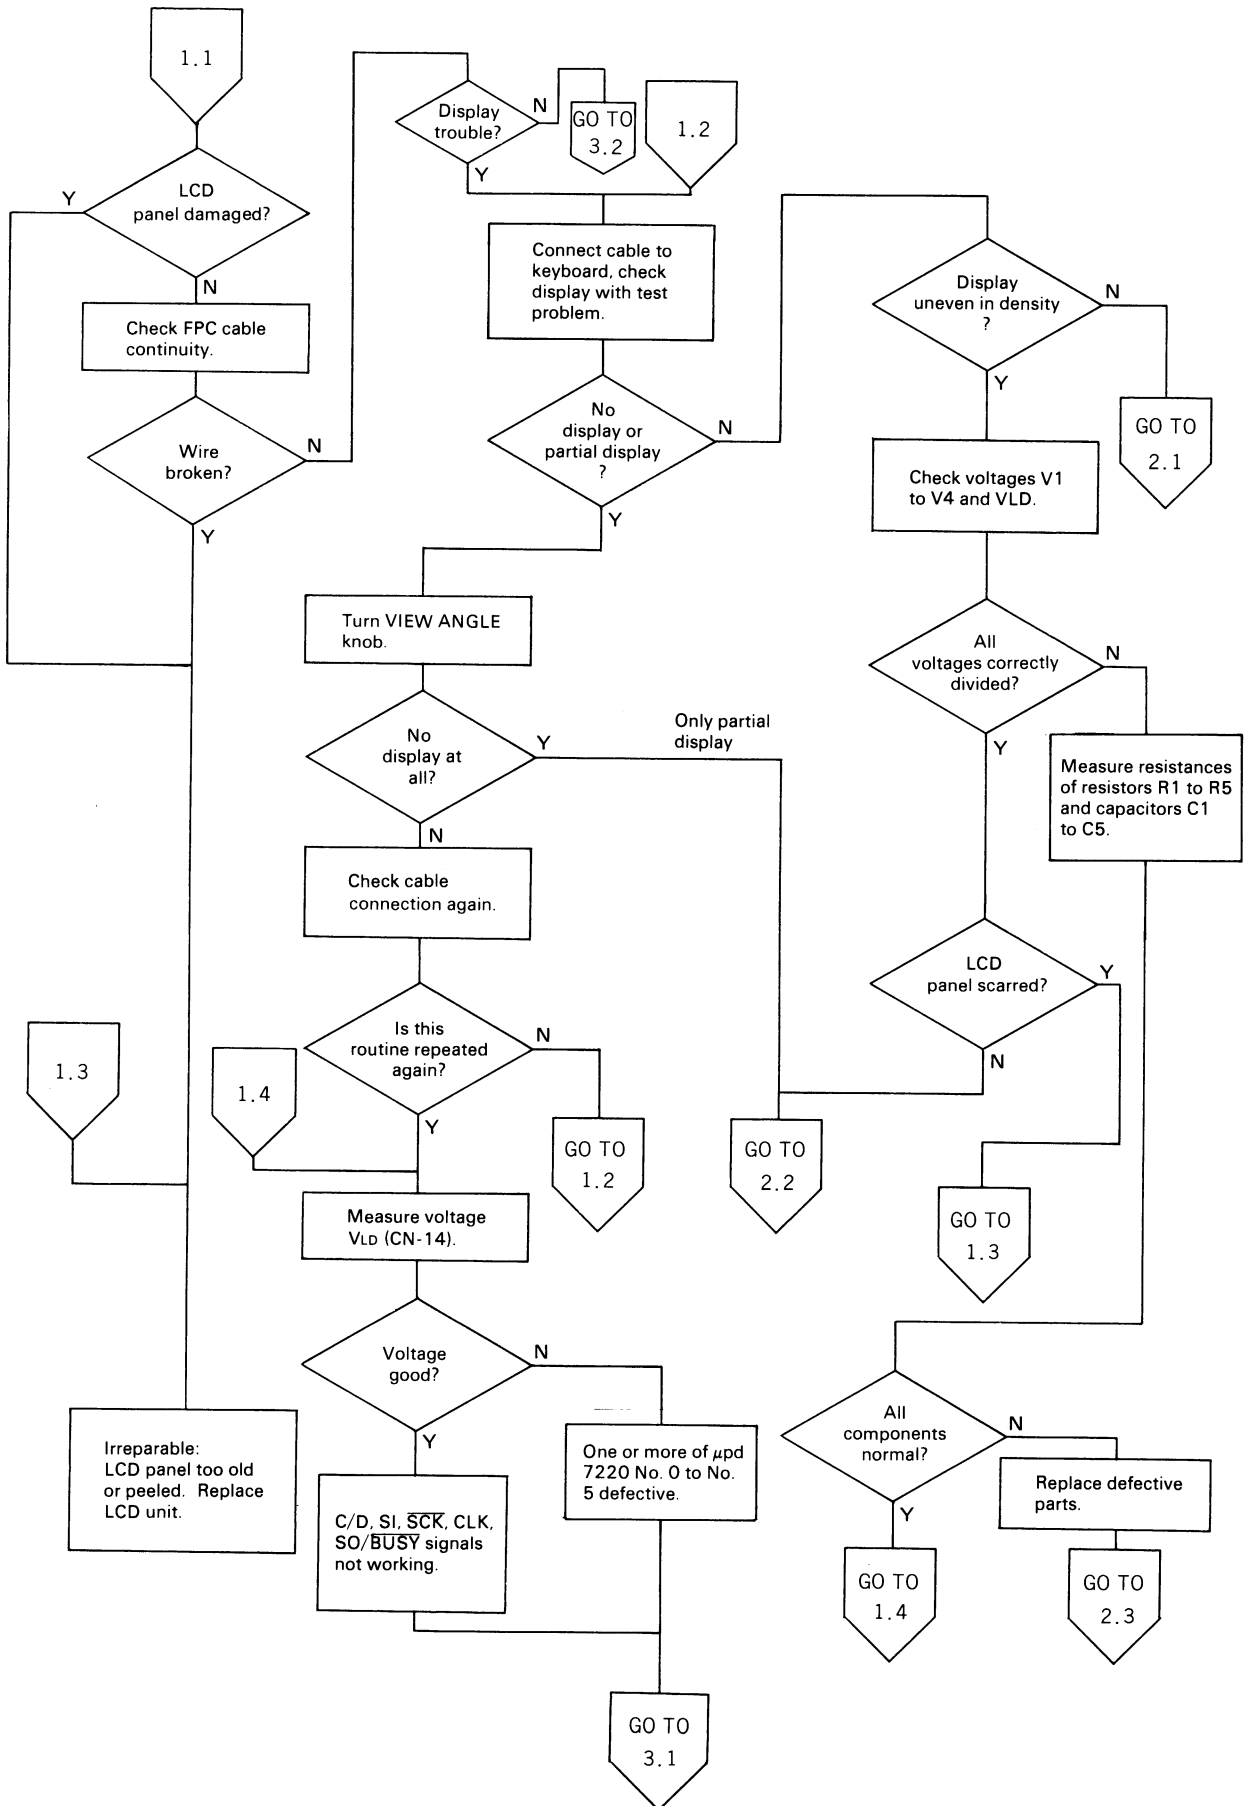 1.1
LCD
panel damaged?
Y
N
Check FPC cable
continuity.
Wire
broken?
N
Y
Display
trouble?
N
Y
GO TO
3.2
1.2
Connect cable to
keyboard, check
display with test
problem.
No
display or
partial display
?
N
Y
Turn VIEW ANGLE
knob.
No
display at
all?
Y
Only partial
display
N
Check cable
connection again.
Is this
routine repeated
again?
N
Y
GO TO
1.2
1.3
1.4
Measure voltage
VLD (CN-14).
Voltage
good?
N
Y
Irreparable:
LCD panel too old
or peeled. Replace
LCD unit.
C/D, SI, S̅C̅K̅, CLK,
SO/B̅U̅S̅Y̅ signals
not working.
One or more of μpd
7220 No. 0 to No.
5 defective.
GO TO
3.1
Display
uneven in density
?
N
Y
GO TO
2.1
Check voltages V1
to V4 and VLD.
All
voltages correctly
divided?
N
Y
Measure resistances
of resistors R1 to R5
and capacitors C1
to C5.
LCD
panel scarred?
Y
N
GO TO
2.2
GO TO
1.3
All
components
normal?
N
Y
Replace defective
parts.
GO TO
1.4
GO TO
2.3